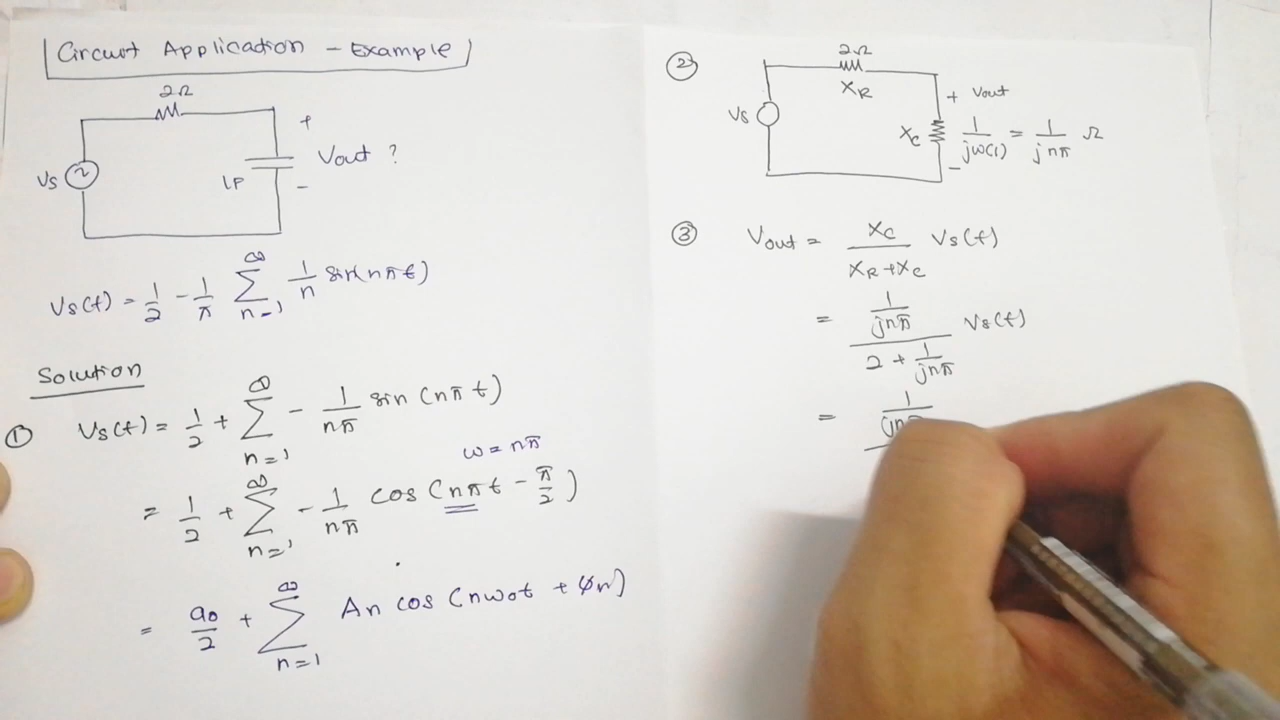 Circuit Application - Example
2Ω
Vs
1F
+
Vout ?
-
Vs(t) = 1/2 - 1/π ∑ n=1 ∞ 1/n sin(nπt)
Solution
① Vs(t) = 1/2 + ∑ n=1 ∞ - 1/nπ sin (nπt)
ω = nπ
= 1/2 + ∑ n=1 ∞ - 1/nπ cos (nπt - π/2)
= a0/2 + ∑ n=1 ∞ An cos (nω0t + φn)
②
2Ω
XR
Vs
+ Vout
XC
1/jω(1) = 1/jnπ Ω
-
③ Vout = XC/XR+XC Vs(t)
= 1/jnπ / 2 + 1/jnπ Vs(t)
= 1